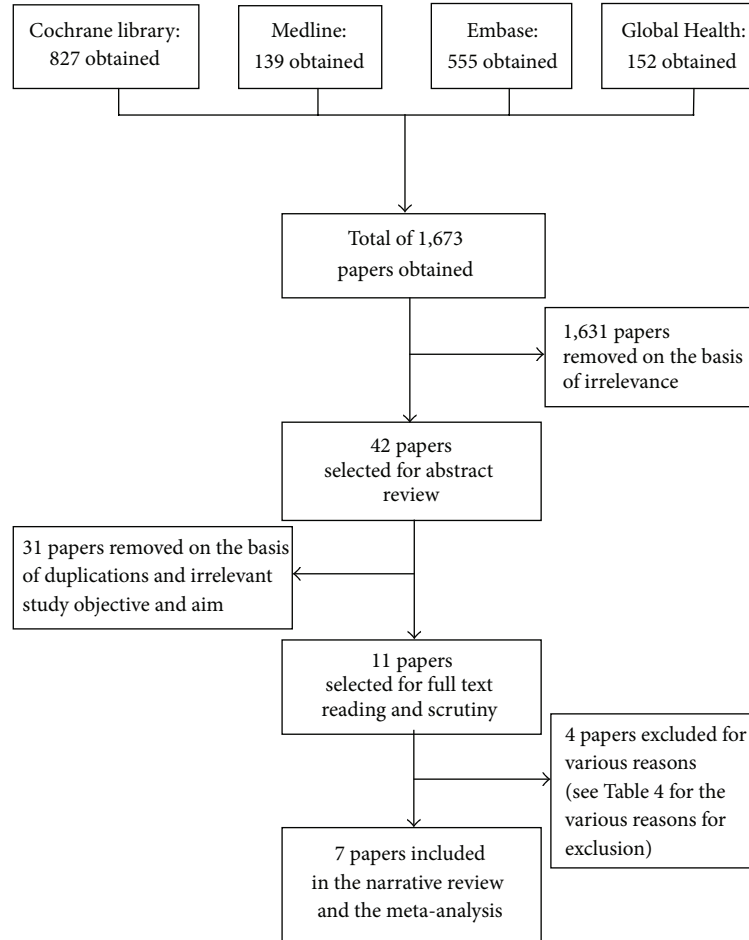 Cochrane library:
827 obtained
Medline:
139 obtained
Embase:
555 obtained
Global Health:
152 obtained
Total of 1,673
papers obtained
1,631 papers
removed on the basis
of irrelevance
42 papers
selected for abstract
review
31 papers removed on the basis
of duplications and irrelevant
study objective and aim
11 papers
selected for full text
reading and scrutiny
4 papers excluded for
various reasons
(see Table 4 for the
various reasons for
exclusion)
7 papers included
in the narrative review
and the meta-analysis